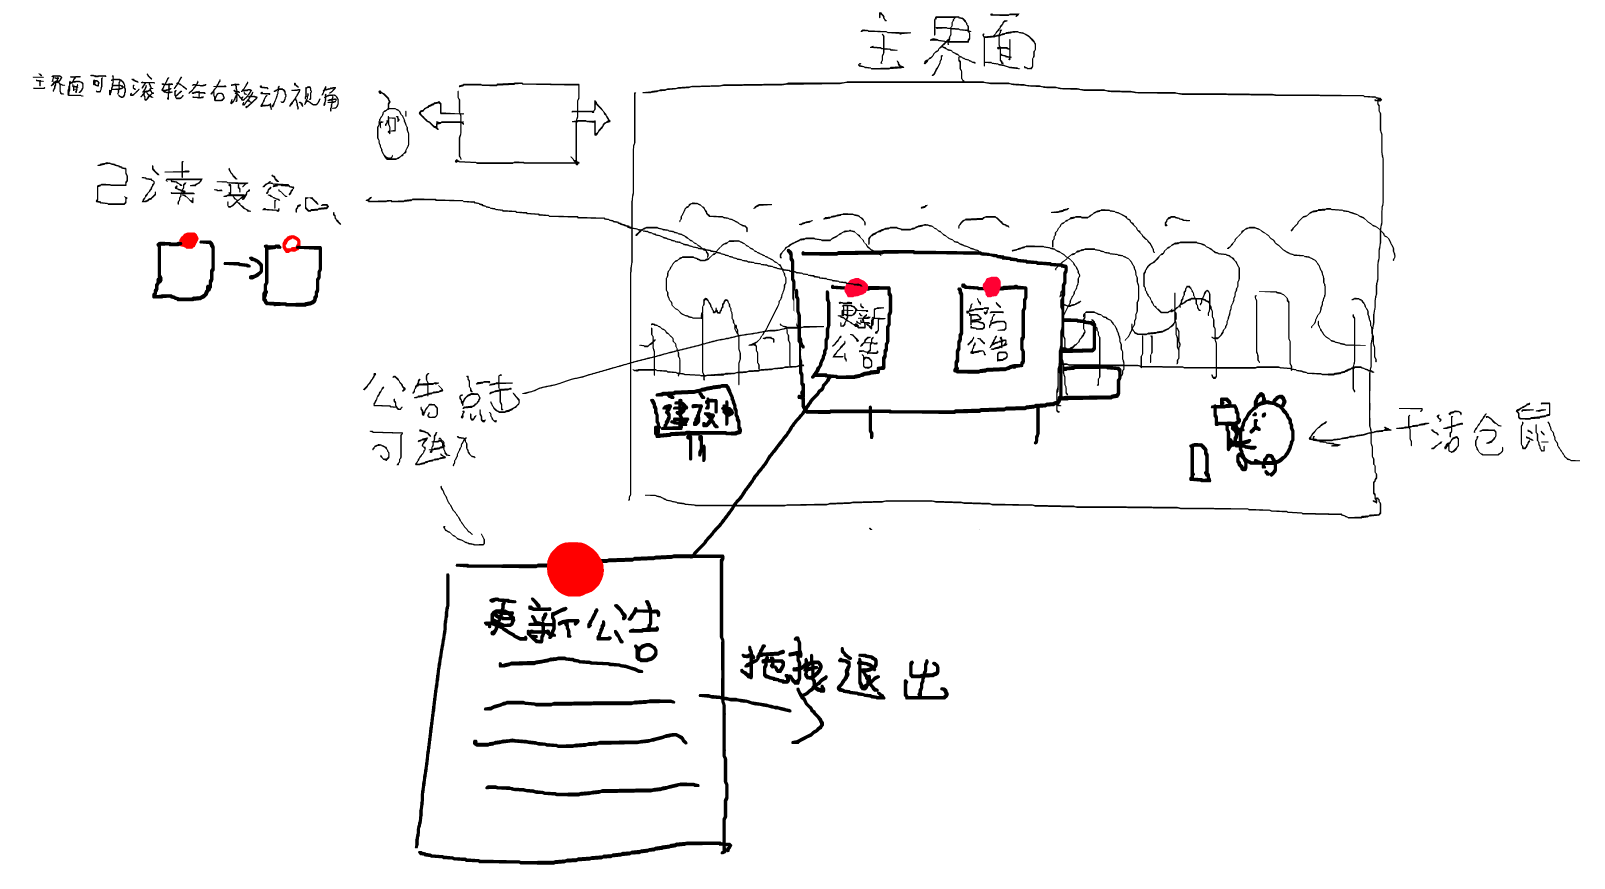 主界面
主界面可用滚轮左右移动视角
已读变空心
更新
公告
官方
公告
公告点击
可进入
建设中
干活仓鼠
更新公告
拖拽退出